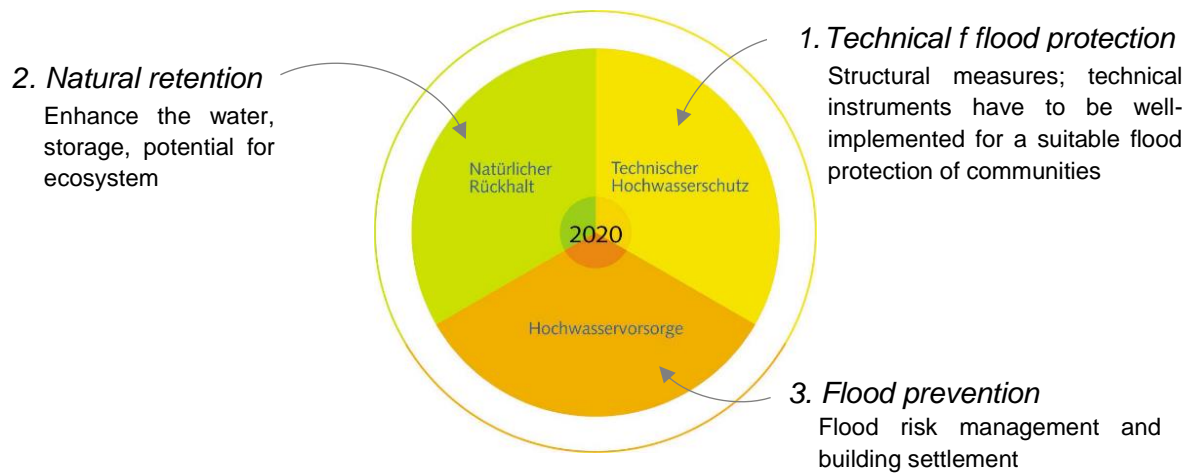 1. Technical f flood protection
Structural measures; technical
instruments have to be well-
implemented for a suitable flood
protection of communities
2. Natural retention
Enhance the water,
storage, potential for
ecosystem
Natürlicher
Rückhalt
Technischer
Hochwasserschutz
2020
Hochwasservorsorge
3. Flood prevention
Flood risk management and
building settlement